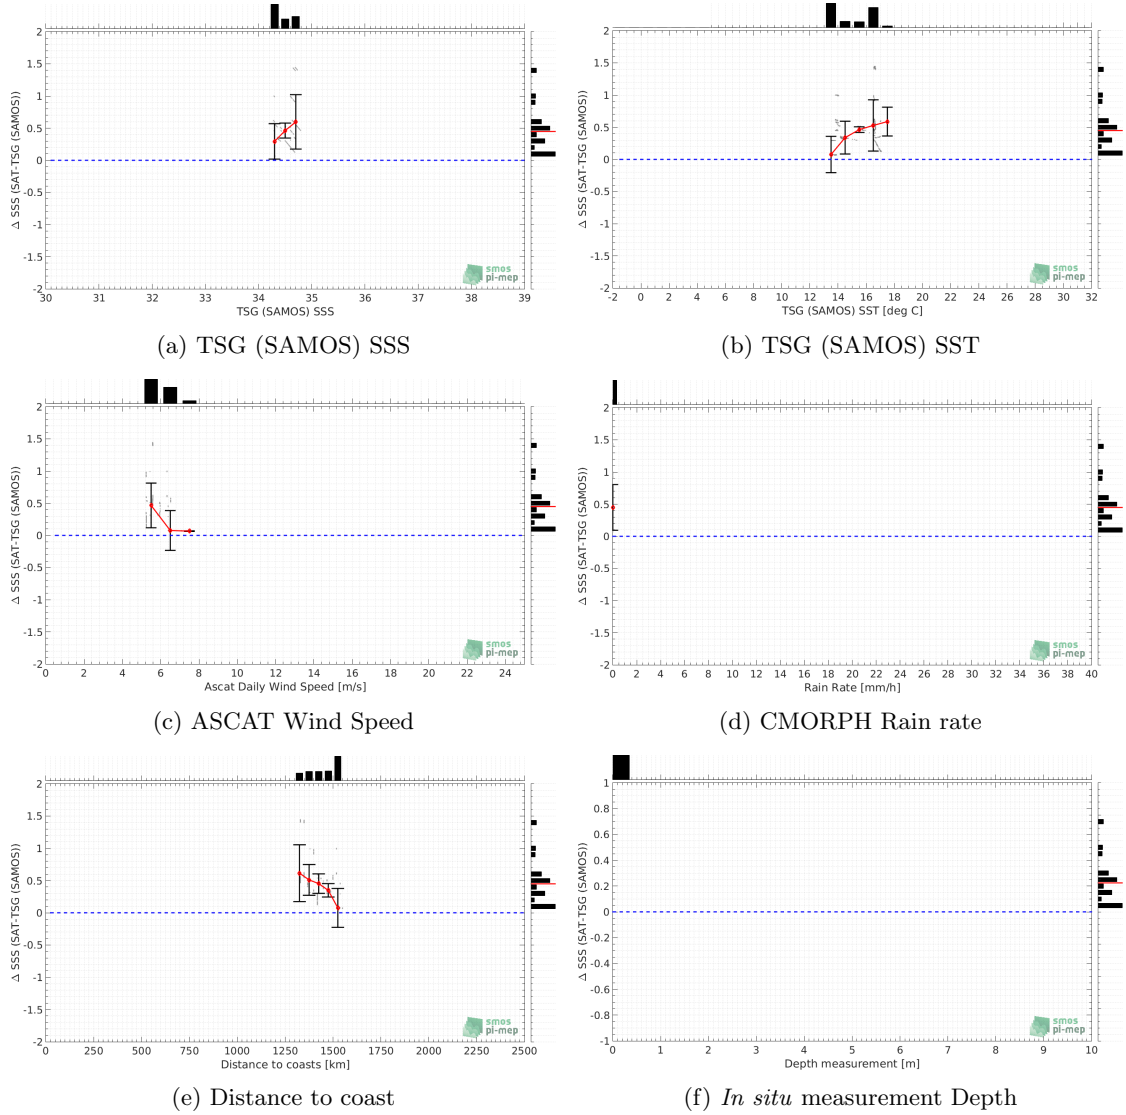 2
1.5
1
0.5
0
-0.5
-1
-1.5
-2
Δ SSS (SAT-TSG (SAMOS))
30 31 32 33 34 35 36 37 38 39
TSG (SAMOS) SSS
smos
pi-mep
(a) TSG (SAMOS) SSS
2
1.5
1
0.5
0
-0.5
-1
-1.5
-2
Δ SSS (SAT-TSG (SAMOS))
-2 0 2 4 6 8 10 12 14 16 18 20 22 24 26 28 30 32
TSG (SAMOS) SST [deg C]
smos
pi-mep
(b) TSG (SAMOS) SST
2
1.5
1
0.5
0
-0.5
-1
-1.5
-2
Δ SSS (SAT-TSG (SAMOS))
0 2 4 6 8 10 12 14 16 18 20 22 24
Ascat Daily Wind Speed [m/s]
smos
pi-mep
(c) ASCAT Wind Speed
2
1.5
1
0.5
0
-0.5
-1
-1.5
-2
Δ SSS (SAT-TSG (SAMOS))
0 2 4 6 8 10 12 14 16 18 20 22 24 26 28 30 32 34 36 38 40
Rain Rate [mm/h]
smos
pi-mep
(d) CMORPH Rain rate
2
1.5
1
0.5
0
-0.5
-1
-1.5
-2
Δ SSS (SAT-TSG (SAMOS))
0 250 500 750 1000 1250 1500 1750 2000 2250 2500
Distance to coasts [km]
smos
pi-mep
(e) Distance to coast
1
0.8
0.6
0.4
0.2
0
-0.2
-0.4
-0.6
-0.8
-1
Δ SSS (SAT-TSG (SAMOS))
0 1 2 3 4 5 6 7 8 9 10
Depth measurement [m]
smos
pi-mep
(f) In situ measurement Depth